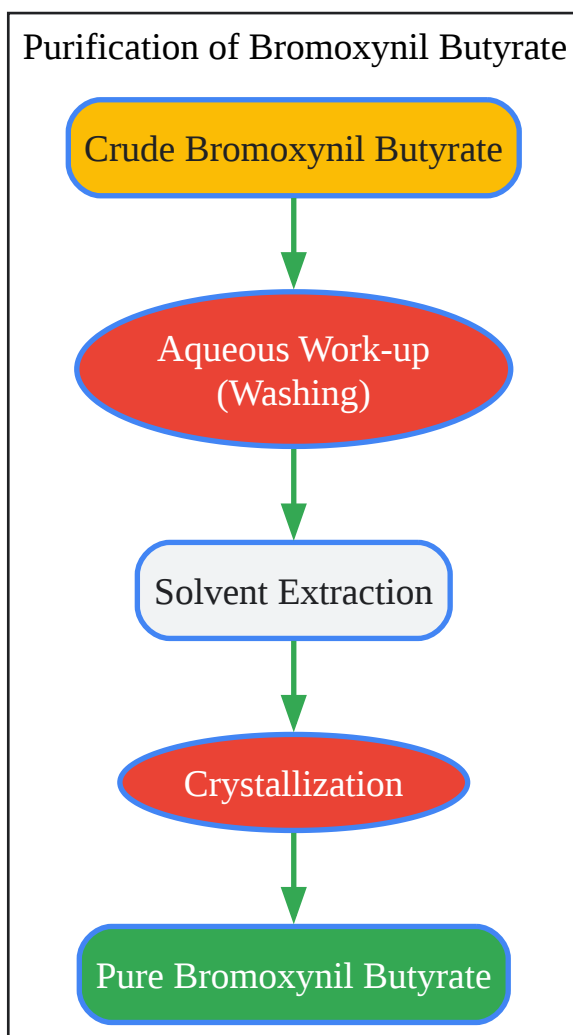 Purification of Bromoxynil Butyrate
Crude Bromoxynil Butyrate
Aqueous Work-up
(Washing)
Solvent Extraction
Crystallization
Pure Bromoxynil Butyrate